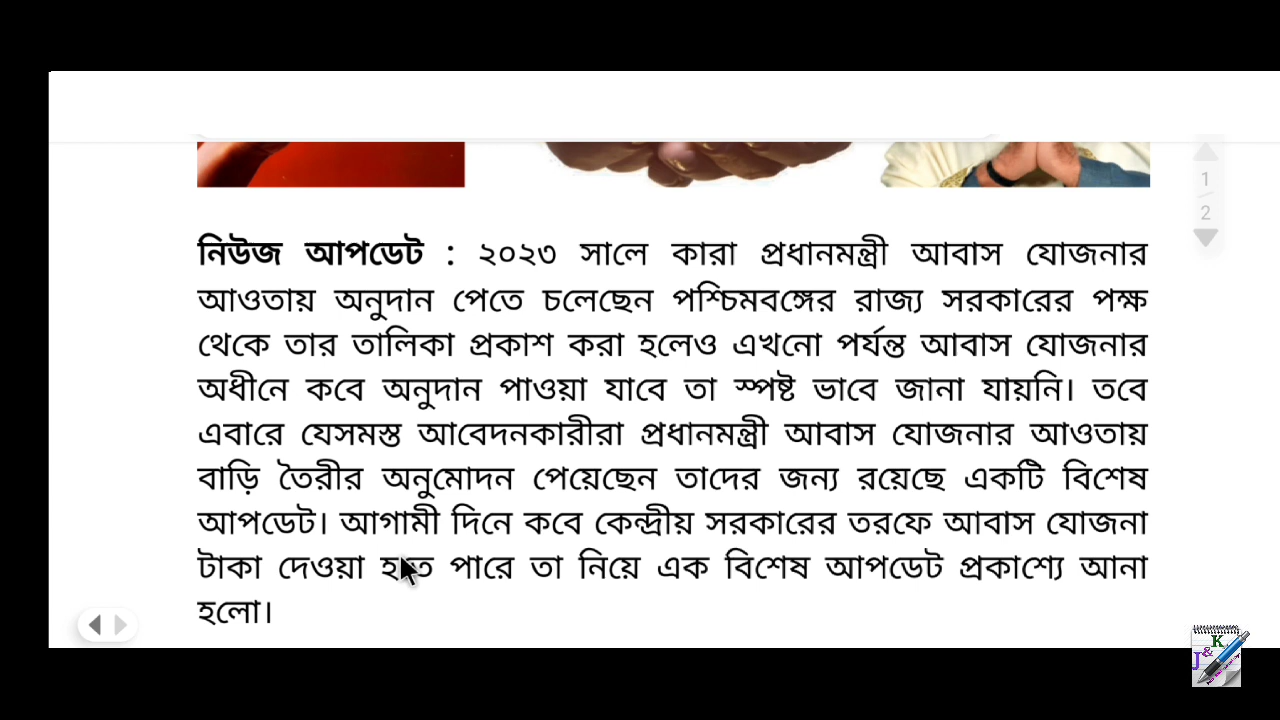 1
2
নিউজ আপডেট : ২০২৩ সালে কারা প্রধানমন্ত্রী আবাস যোজনার
আওতায় অনুদান পেতে চলেছেন পশ্চিমবঙ্গের রাজ্য সরকারের পক্ষ
থেকে তার তালিকা প্রকাশ করা হলেও এখনো পর্যন্ত আবাস যোজনার
অধীনে কবে অনুদান পাওয়া যাবে তা স্পষ্ট ভাবে জানা যায়নি। তবে
এবারে যেসমস্ত আবেদনকারীরা প্রধানমন্ত্রী আবাস যোজনার আওতায়
বাড়ি তৈরীর অনুমোদন পেয়েছেন তাদের জন্য রয়েছে একটি বিশেষ
আপডেট। আগামী দিনে কবে কেন্দ্রীয় সরকারের তরফে আবাস যোজনা
টাকা দেওয়া হতে পারে তা নিয়ে এক বিশেষ আপডেট প্রকাশ্যে আনা
হলো।
J&K